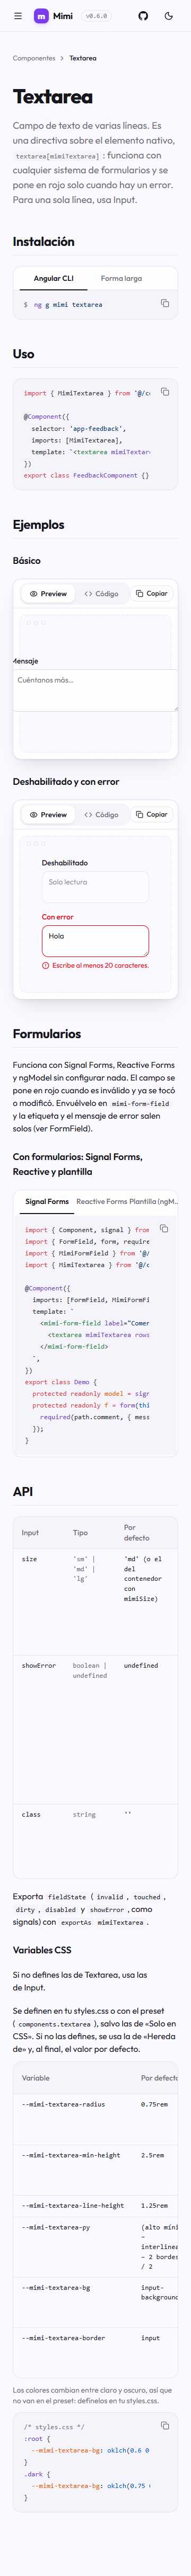 m Mimi v0.6.0
Componentes > Textarea
Textarea
Campo de texto de varias líneas. Es
una directiva sobre el elemento nativo,
textarea[mimiTextarea] : funciona con
cualquier sistema de formularios y se
pone en rojo solo cuando hay un error.
Para una sola línea, usa Input.
Instalación
Angular CLI Forma larga
$ ng g mimi textarea
Uso
import { MimiTextarea } from '@/co
@Component({
selector: 'app-feedback',
imports: [MimiTextarea],
template: `<textarea mimiTextare
})
export class FeedbackComponent {}
Ejemplos
Básico
Preview Código Copiar
Mensaje
Cuéntanos más...
Deshabilitado y con error
Preview Código Copiar
Deshabilitado
Solo lectura
Con error
Hola
Escribe al menos 20 caracteres.
Formularios
Funciona con Signal Forms, Reactive Forms
y ngModel sin configurar nada. El campo se
pone en rojo cuando es inválido y ya se tocó
o modificó. Envuélvelo en mimi-form-field
y la etiqueta y el mensaje de error salen
solos (ver FormField).
Con formularios: Signal Forms,
Reactive y plantilla
Signal Forms Reactive Forms Plantilla (ngM...
import { Component, signal } from
import { FormField, form, require
import { MimiFormField } from '@/
import { MimiTextarea } from '@/c
@Component({
imports: [FormField, MimiFormFi
template: `
<mimi-form-field label="Comen
<textarea mimiTextarea rows
</mimi-form-field>
`,
})
export class Demo {
protected readonly model = sign
protected readonly f = form(thi
required(path.comment, { mess
});
}
API
Input Tipo Por
defecto
size 'sm' |
'md' |
'lg'
'md' (o el
del
contenedor
con
mimiSize)
showError boolean |
undefined
undefined
class string ''
Exporta fieldState ( invalid , touched ,
dirty , disabled y showError , como
signals) con exportAs mimiTextarea .
Variables CSS
Si no defines las de Textarea, usa las
de Input.
Se definen en tu styles.css o con el preset
( components.textarea ), salvo las de «Solo en
CSS». Si no las defines, se usa la de «Hereda
de» y, al final, el valor por defecto.
Variable Por defecto
--mimi-textarea-radius 0.75rem
--mimi-textarea-min-height 2.5rem
--mimi-textarea-line-height 1.25rem
--mimi-textarea-py (alto míni
−
interlinea
− 2 bordes
/ 2
--mimi-textarea-bg input-
background
--mimi-textarea-border input
Los colores cambian entre claro y oscuro, así que
no van en el preset: defínelos en tu styles.css.
/* styles.css */
:root {
--mimi-textarea-bg: oklch(0.6 0
}
.dark {
--mimi-textarea-bg: oklch(0.75
}